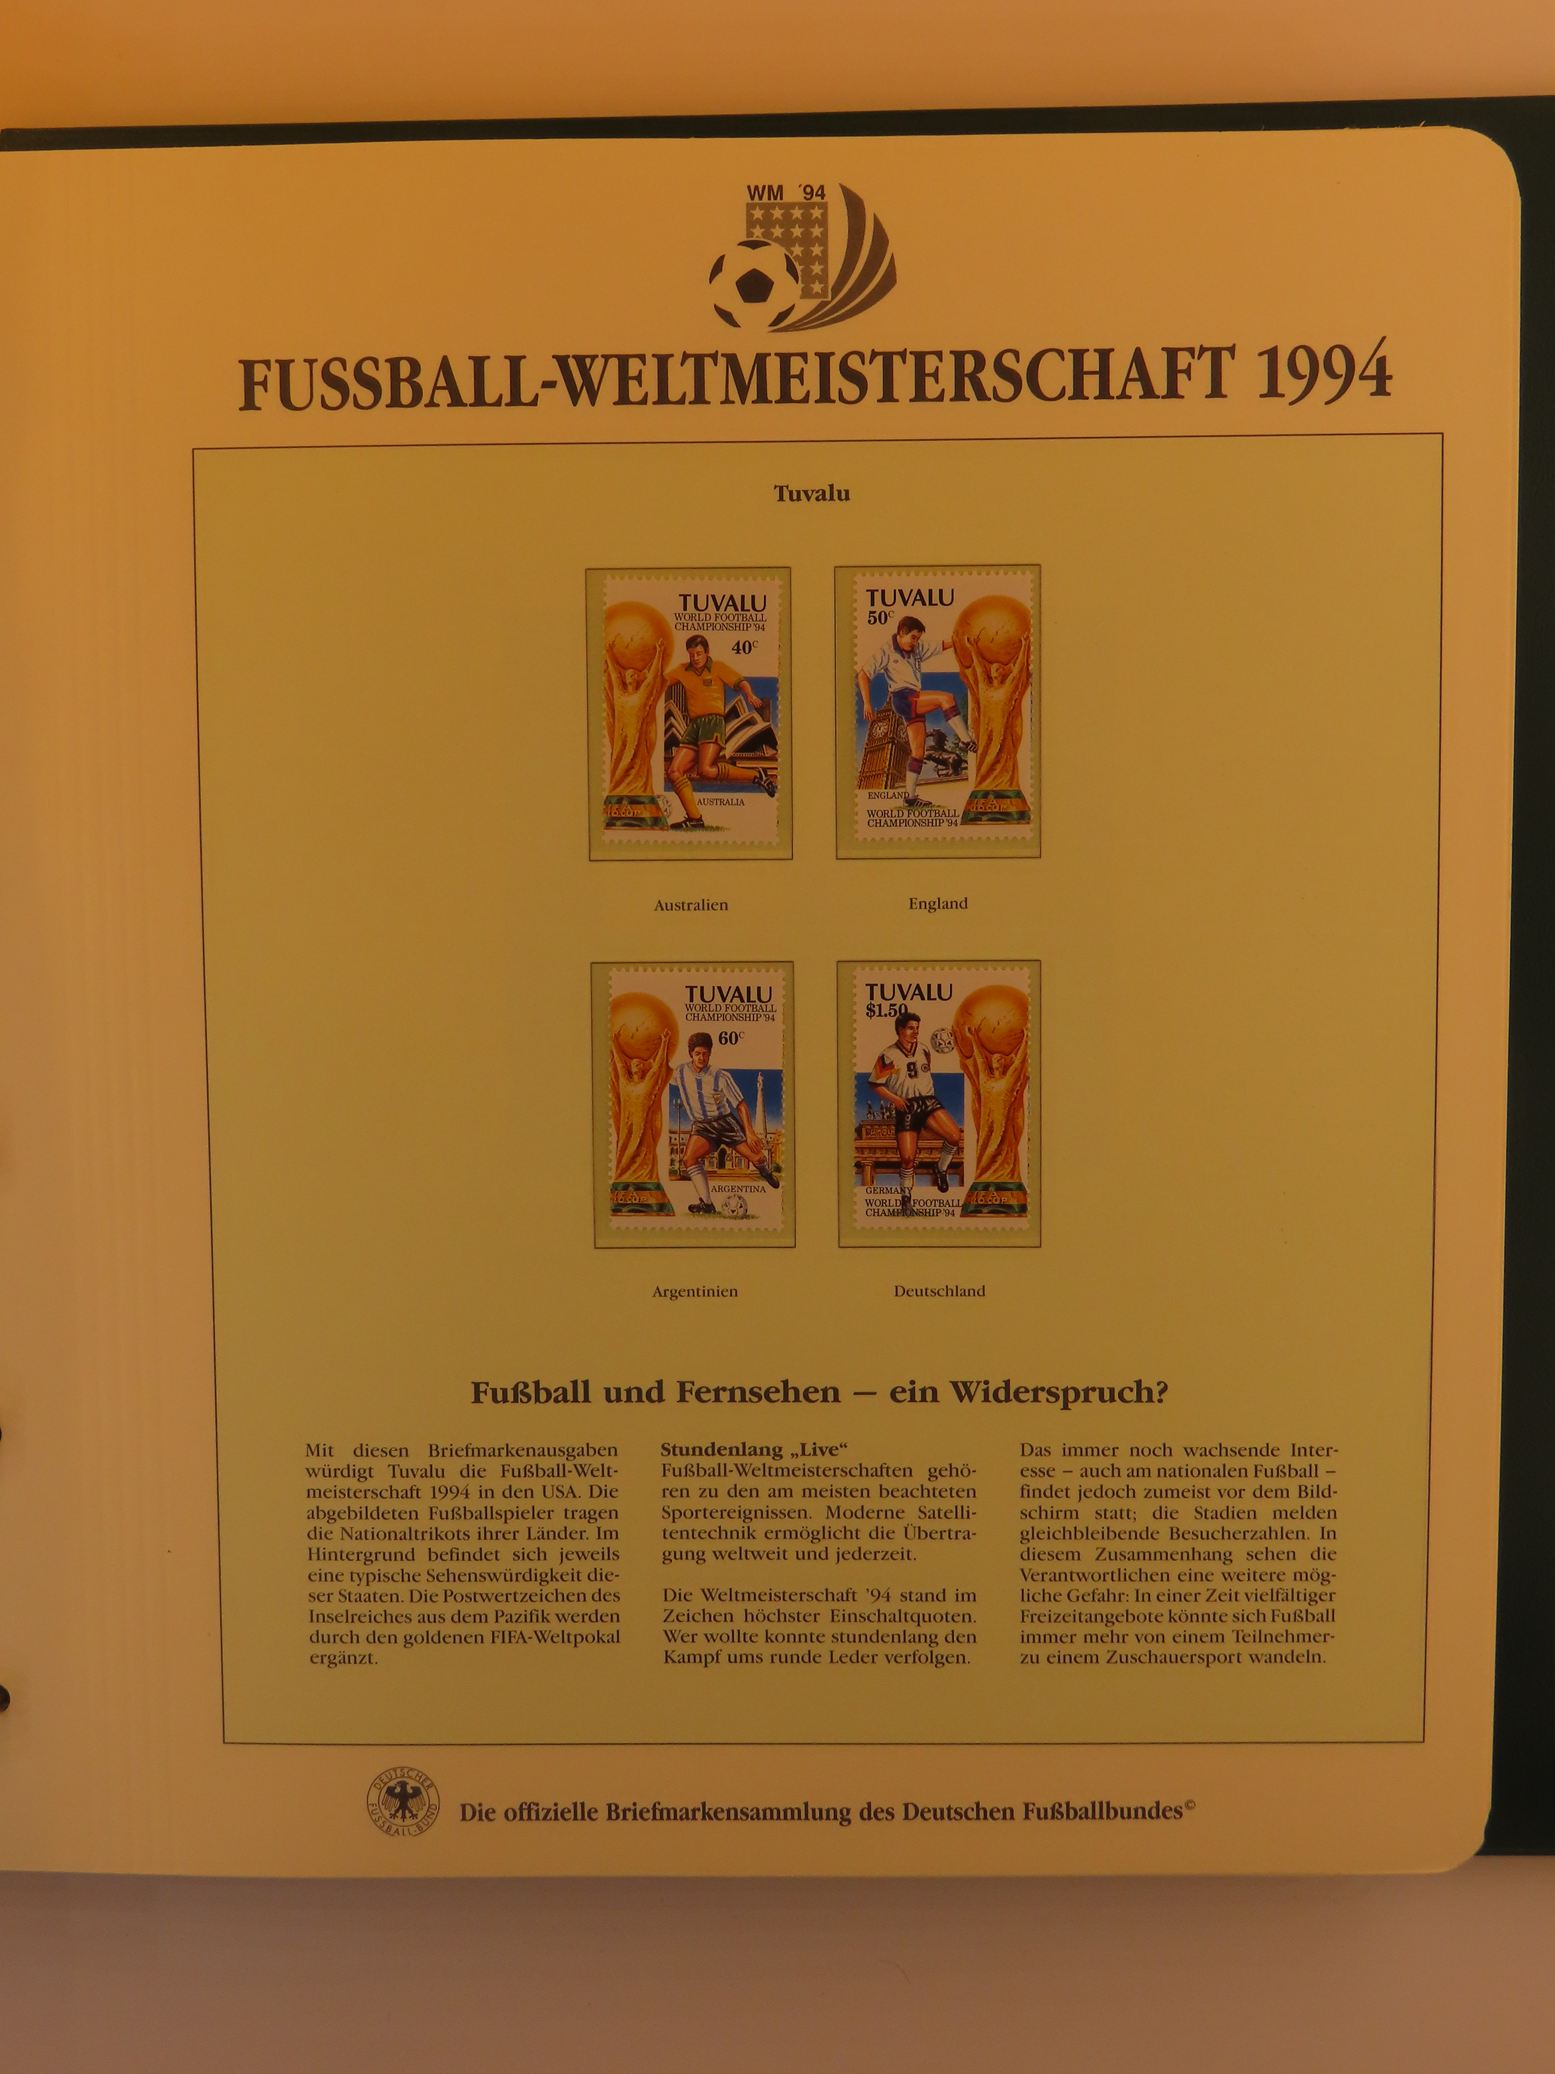 WM '94
FUSSBALL-WELTMEISTERSCHAFT 1994
Tuvalu
TUVALU
WORLD FOOTBALL
CHAMPIONSHIP '94
40c
AUSTRALIA
TUVALU
50c
ENGLAND
WORLD FOOTBALL
CHAMPIONSHIP '94
Australien
England
TUVALU
WORLD FOOTBALL
CHAMPIONSHIP '94
60c
ARGENTINA
TUVALU
$1.50
9
GERMANY
WORLD FOOTBALL
CHAMPIONSHIP '94
Argentinien
Deutschland
Fußball und Fernsehen – ein Widerspruch?
Mit diesen Briefmarkenausgaben
würdigt Tuvalu die Fußball-Welt-
meisterschaft 1994 in den USA. Die
abgebildeten Fußballspieler tragen
die Nationaltrikots ihrer Länder. Im
Hintergrund befindet sich jeweils
eine typische Sehenswürdigkeit die-
ser Staaten. Die Postwertzeichen des
Inselreiches aus dem Pazifik werden
durch den goldenen FIFA-Weltpokal
ergänzt.
Stundenlang „Live“
Fußball-Weltmeisterschaften gehö-
ren zu den am meisten beachteten
Sportereignissen. Moderne Satelli-
tentechnik ermöglicht die Übertra-
gung weltweit und jederzeit.
Die Weltmeisterschaft '94 stand im
Zeichen höchster Einschaltquoten.
Wer wollte konnte stundenlang den
Kampf ums runde Leder verfolgen.
Das immer noch wachsende Inter-
esse – auch am nationalen Fußball –
findet jedoch zumeist vor dem Bild-
schirm statt; die Stadien melden
gleichbleibende Besucherzahlen. In
diesem Zusammenhang sehen die
Verantwortlichen eine weitere mög-
liche Gefahr: In einer Zeit vielfältiger
Freizeitangebote könnte sich Fußball
immer mehr von einem Teilnehmer-
zu einem Zuschauersport wandeln.
DEUTSCHER
FUSSBALL-BUND
Die offizielle Briefmarkensammlung des Deutschen Fußballbundes©